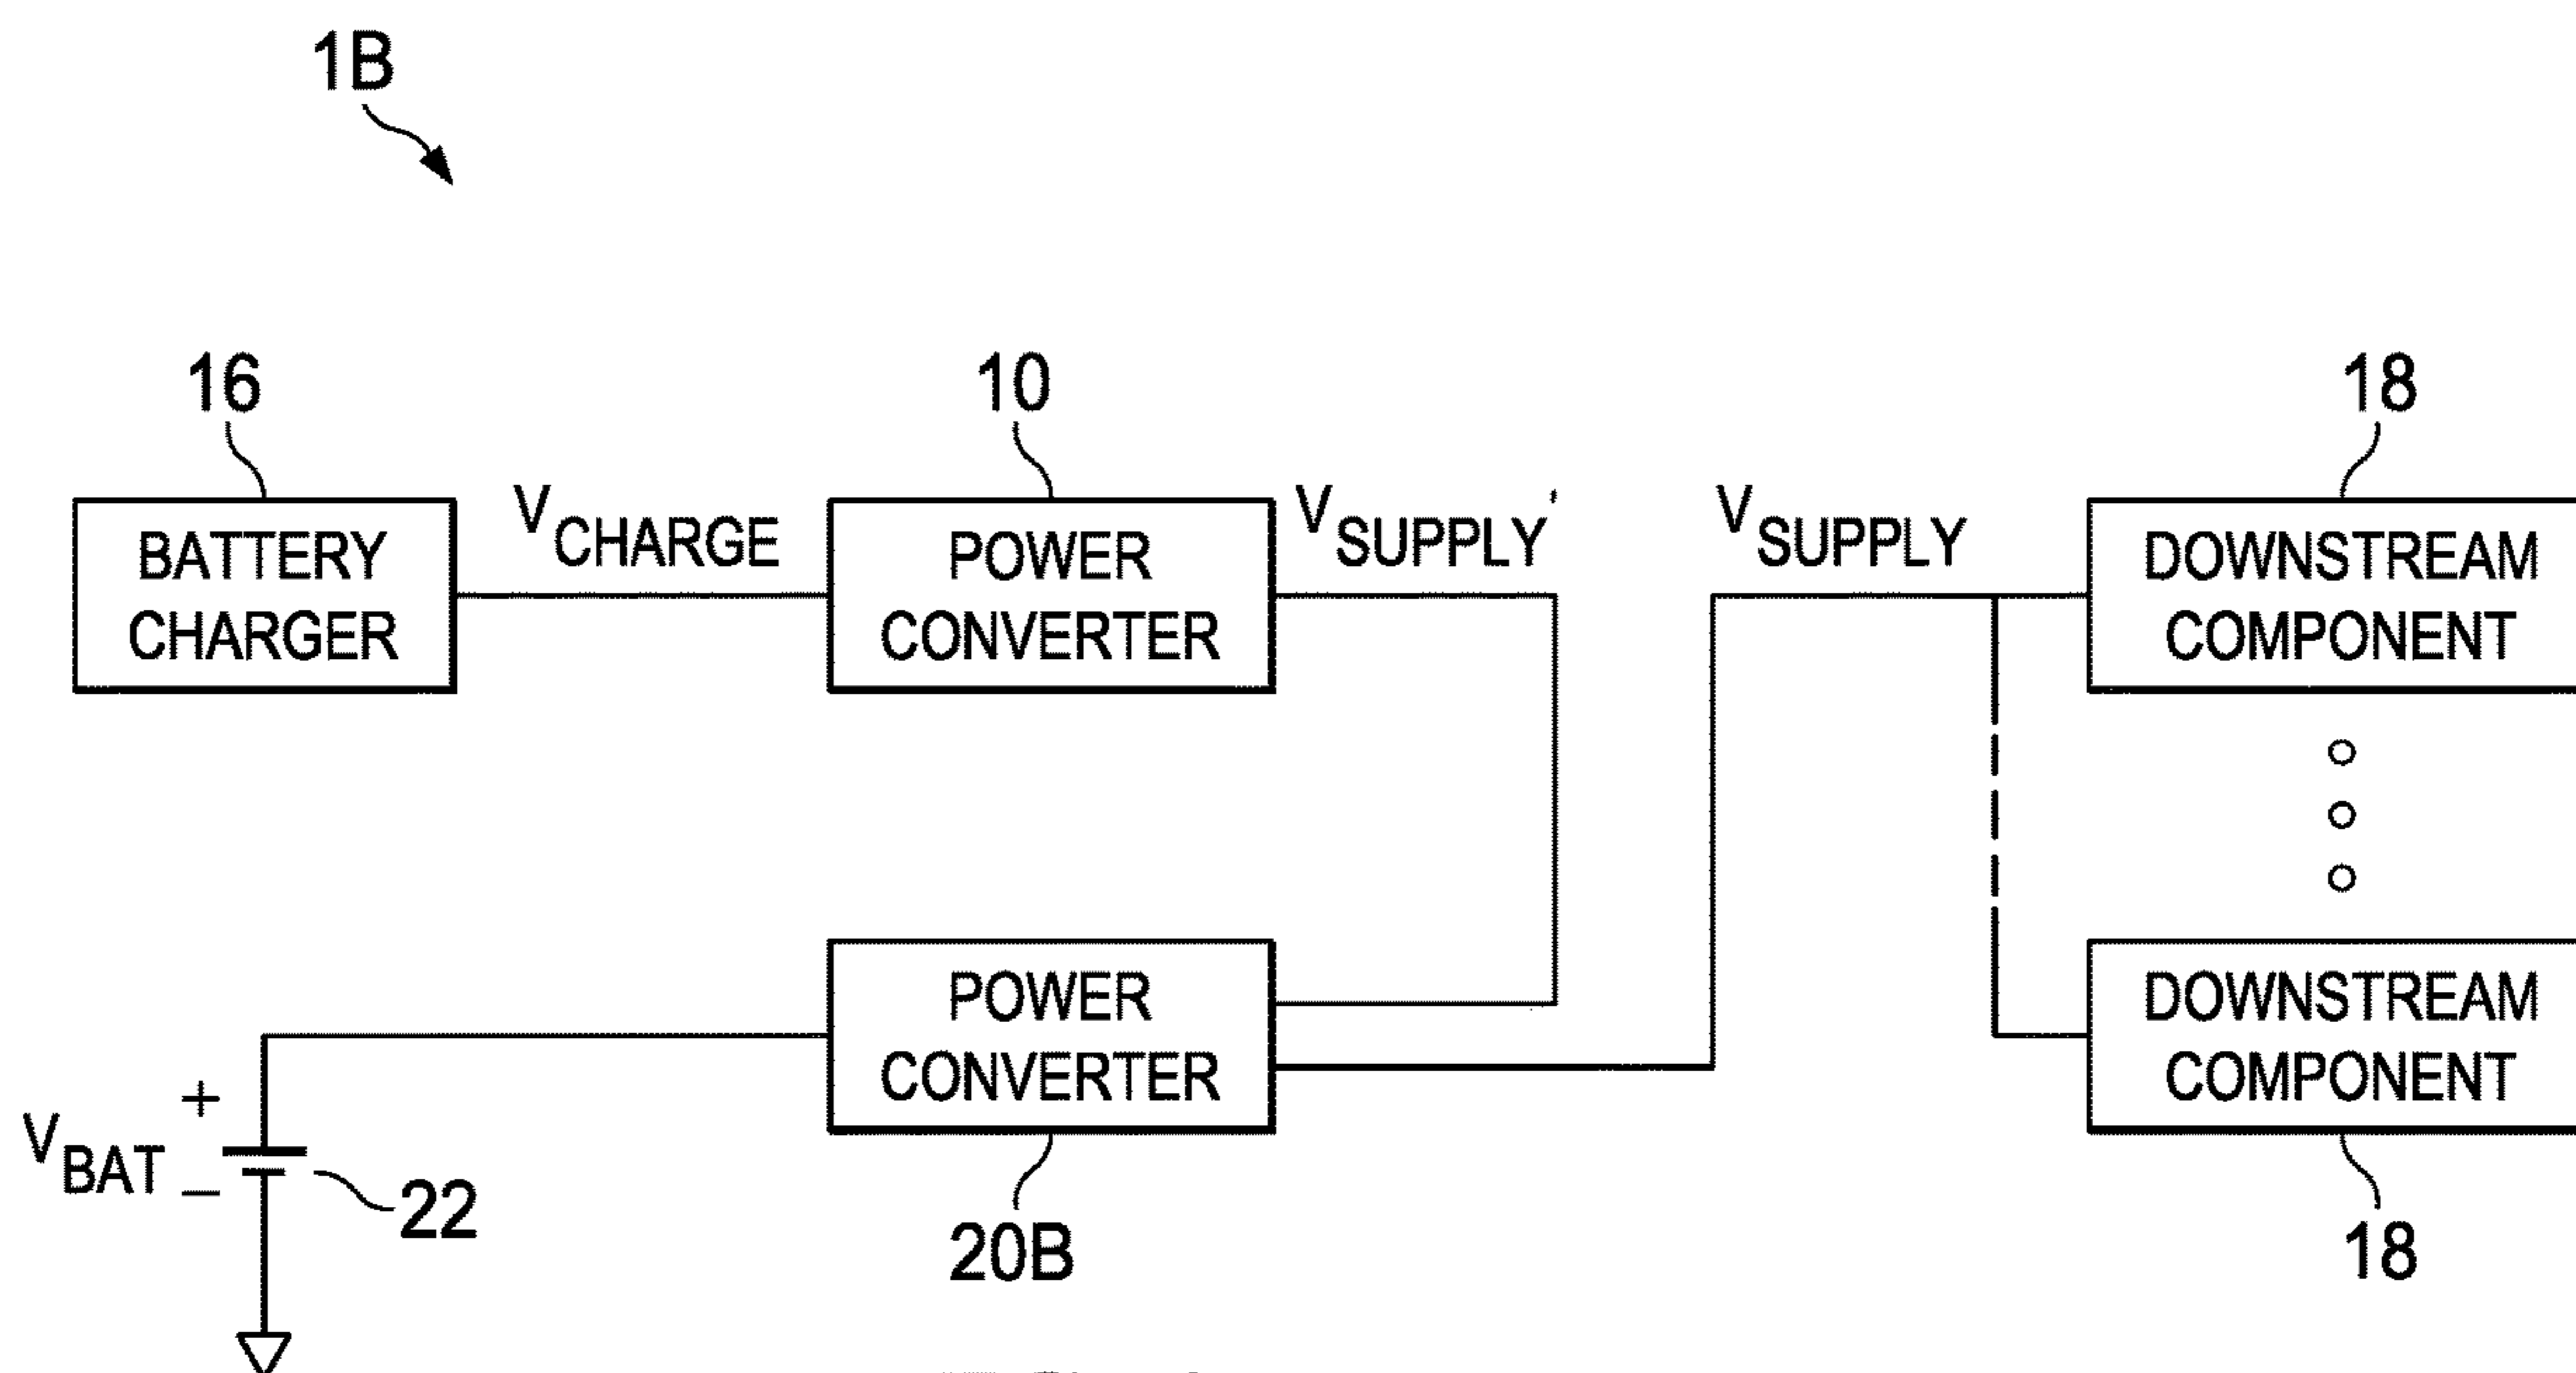 1B
16
10
18
BATTERY
CHARGER
VCHARGE
POWER
CONVERTER
VSUPPLY'
VSUPPLY
DOWNSTREAM
COMPONENT
POWER
CONVERTER
DOWNSTREAM
COMPONENT
VBAT
+
−
22
20B
18